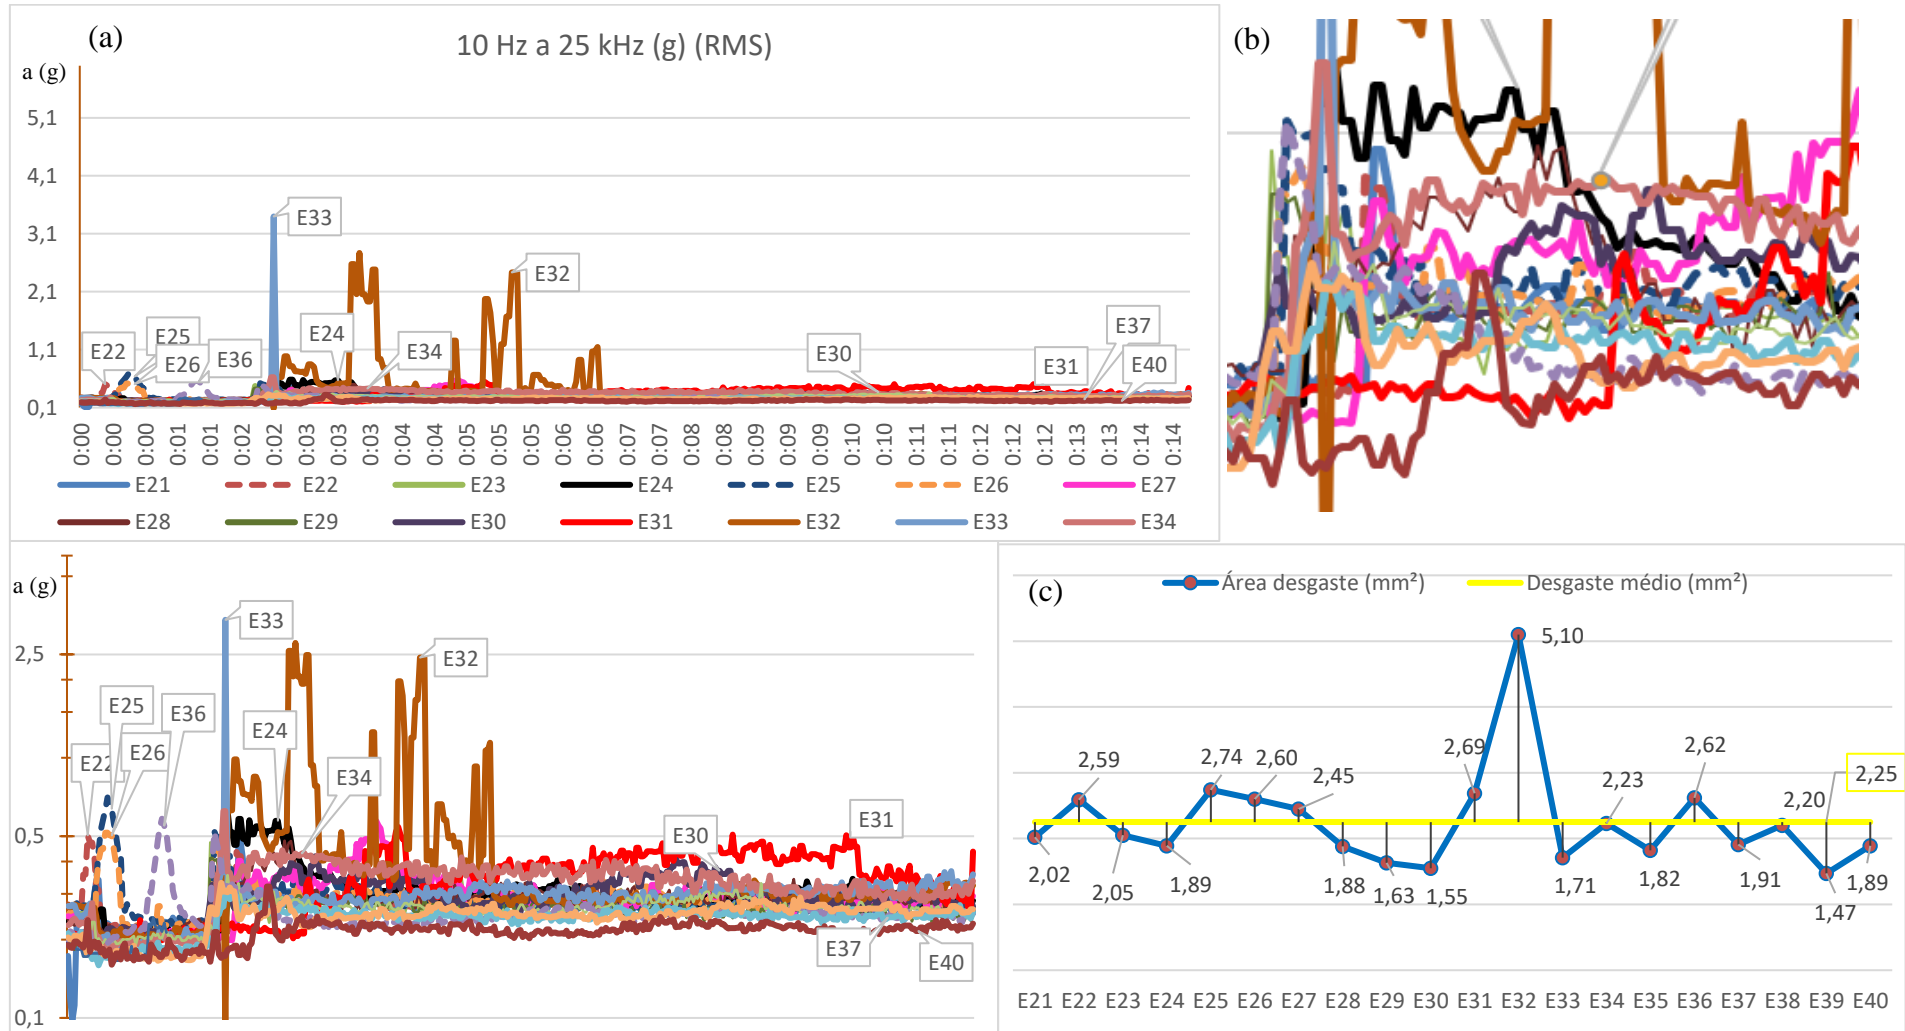 (a)
10 Hz a 25 kHz (g) (RMS)
a (g)
5,1
4,1
3,1
2,1
1,1
0,1
E33
E32
E22
E25
E26
E36
E24
E34
E30
E31
E37
E40
0:00 0:00 0:00 0:01 0:01 0:02 0:02 0:03 0:03 0:03 0:04 0:04 0:05 0:05 0:05 0:06 0:06 0:07 0:07 0:08 0:08 0:09 0:09 0:09 0:10 0:10 0:11 0:11 0:12 0:12 0:12 0:13 0:13 0:14 0:14
E21 E22 E23 E24 E25 E26 E27
E28 E29 E30 E31 E32 E33 E34
(b)
a (g)
2,5
0,5
0,1
E33
E32
E25
E36
E26
E22
E24
E34
E30
E31
E37
E40
(c)
Área desgaste (mm²) Desgaste médio (mm²)
2,02
2,59
2,05
1,89
2,74
2,60
2,45
1,88
1,63
1,55
2,69
5,10
1,71
2,23
1,82
2,62
1,91
2,20
1,47
1,89
2,25
E21 E22 E23 E24 E25 E26 E27 E28 E29 E30 E31 E32 E33 E34 E35 E36 E37 E38 E39 E40